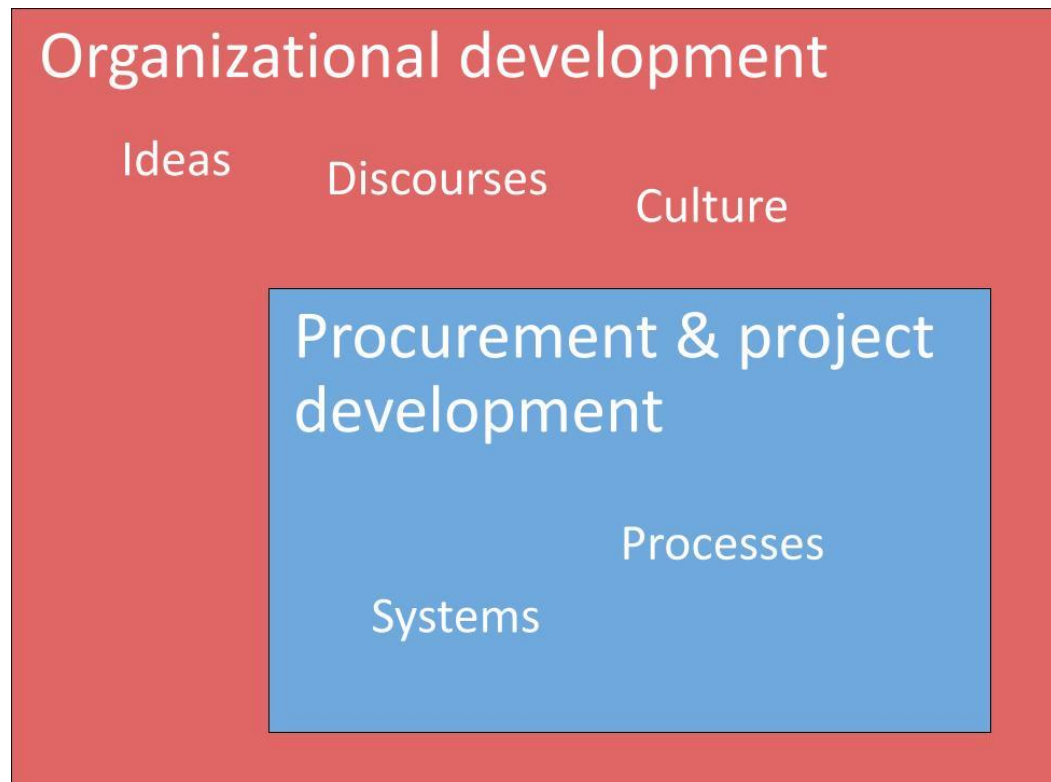 Organizational development
Ideas
Discourses
Culture
Procurement & project
development
Processes
Systems